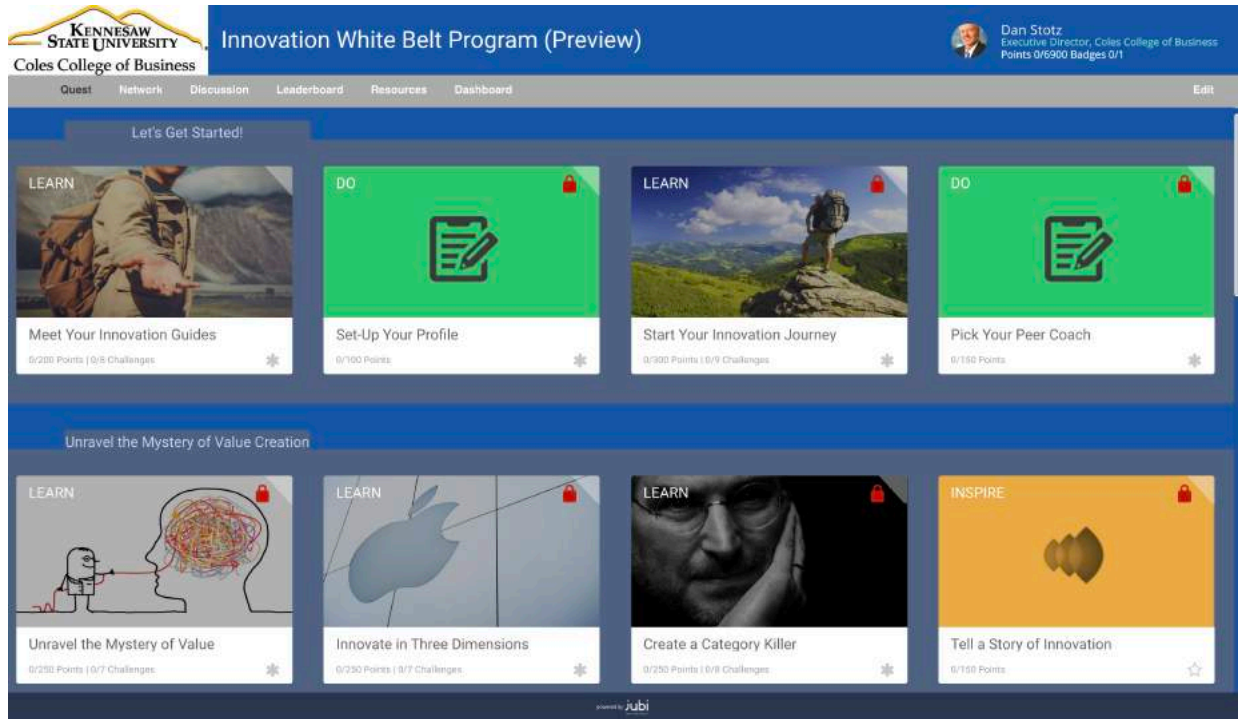 KENNESAW
STATE UNIVERSITY
Coles College of Business
Innovation White Belt Program (Preview)
Dan Stotz
Executive Director, Coles College of Business
Points 0/6900 Badges 0/1
Quest Network Discussion Leaderboard Resources Dashboard Edit
Let's Get Started!
LEARN DO LEARN DO
Meet Your Innovation Guides Set-Up Your Profile Start Your Innovation Journey Pick Your Peer Coach
0/200 Points | 0/8 Challenges 0/100 Points 0/300 Points | 0/9 Challenges 0/150 Points
Unravel the Mystery of Value Creation
LEARN LEARN LEARN INSPIRE
Unravel the Mystery of Value Innovate in Three Dimensions Create a Category Killer Tell a Story of Innovation
0/250 Points | 0/7 Challenges 0/250 Points | 0/7 Challenges 0/250 Points | 0/8 Challenges 0/150 Points
powered by jubi